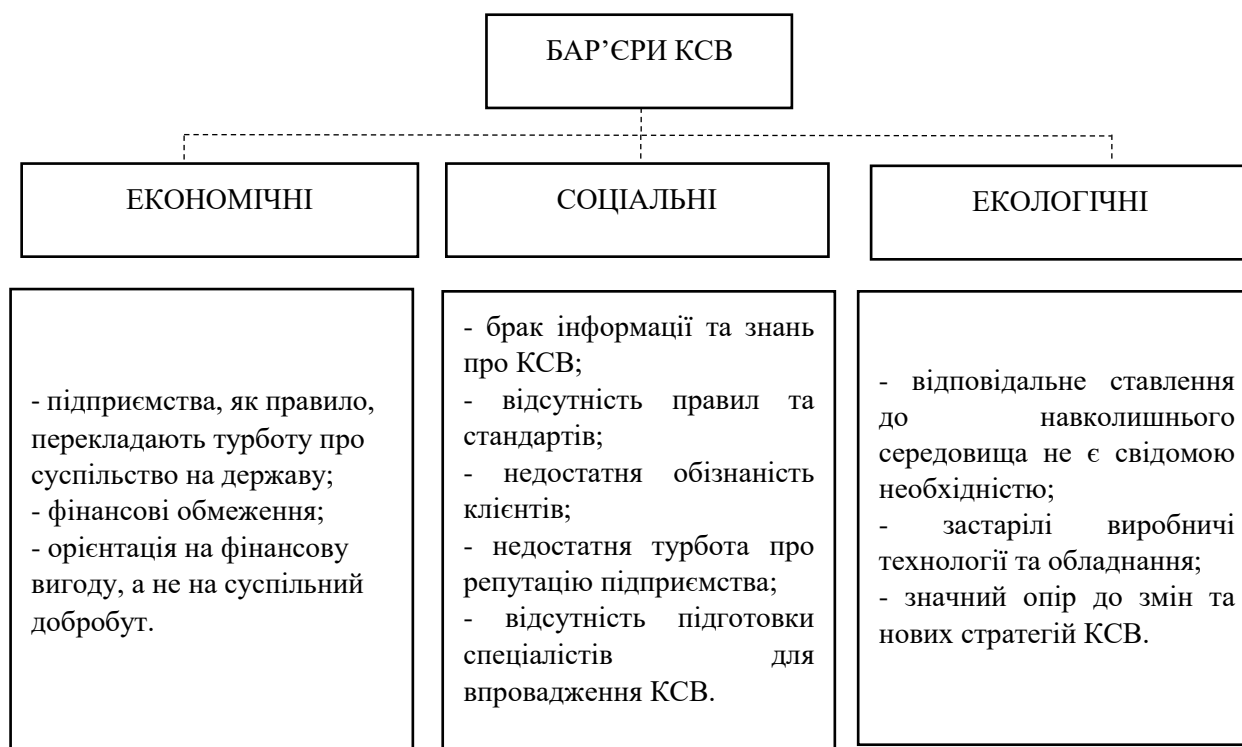 БАР’ЄРИ КСВ
ЕКОНОМІЧНІ
СОЦІАЛЬНІ
ЕКОЛОГІЧНІ
- підприємства, як правило,
перекладають турботу про
суспільство на державу;
- фінансові обмеження;
- орієнтація на фінансову
вигоду, а не на суспільний
добробут.
- брак інформації та знань
про КСВ;
- відсутність правил та
стандартів;
- недостатня обізнаність
клієнтів;
- недостатня турбота про
репутацію підприємства;
- відсутність підготовки
спеціалістів для
впровадження КСВ.
- відповідальне ставлення
до навколишнього
середовища не є свідомою
необхідністю;
- застарілі виробничі
технології та обладнання;
- значний опір до змін та
нових стратегій КСВ.